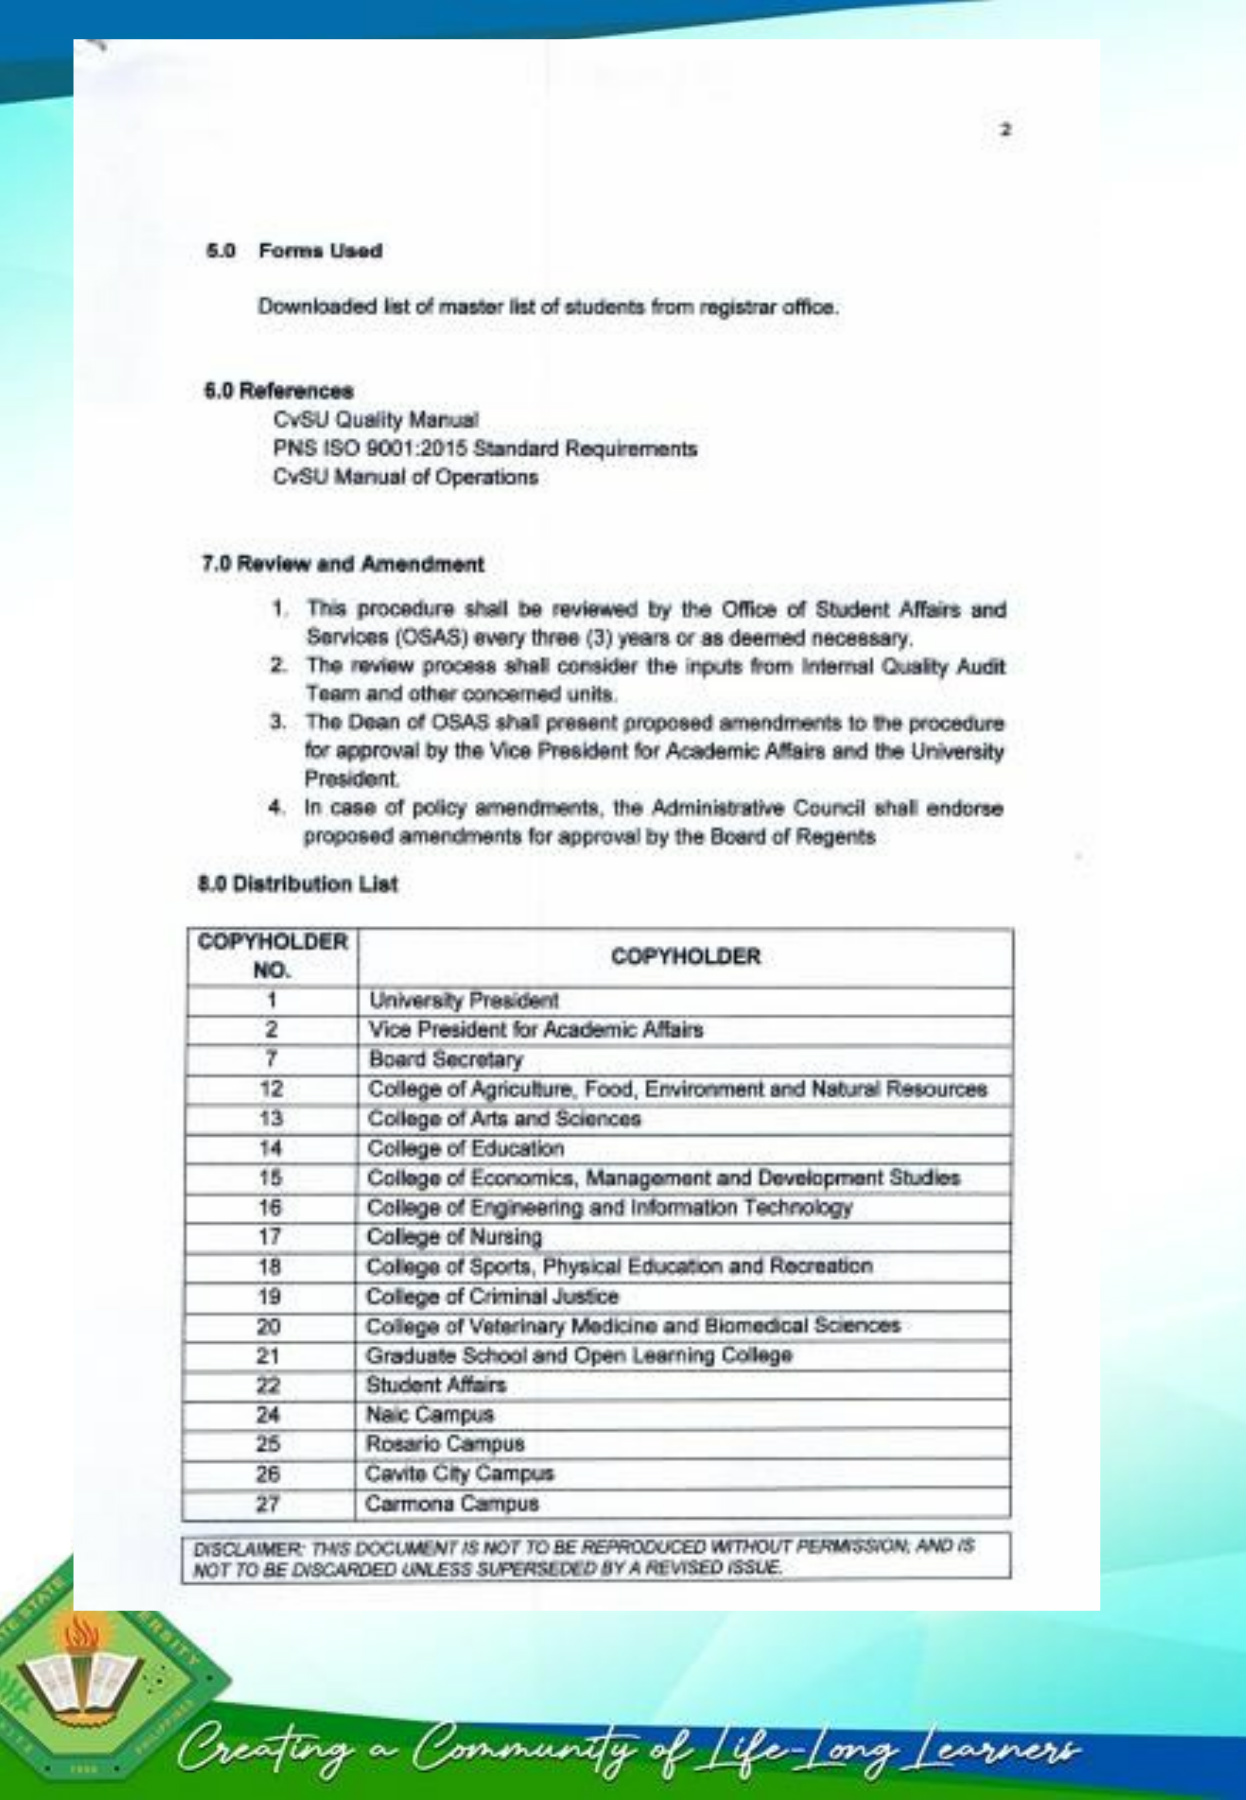 2
5.0 Forms Used
Downloaded list of master list of students from registrar office.
6.0 References
CvSU Quality Manual
PNS ISO 9001:2015 Standard Requirements
CvSU Manual of Operations
7.0 Review and Amendment
1. This procedure shall be reviewed by the Office of Student Affairs and
Services (OSAS) every three (3) years or as deemed necessary.
2. The review process shall consider the inputs from Internal Quality Audit
Team and other concerned units.
3. The Dean of OSAS shall present proposed amendments to the procedure
for approval by the Vice President for Academic Affairs and the University
President.
4. In case of policy amendments, the Administrative Council shall endorse
proposed amendments for approval by the Board of Regents
8.0 Distribution List
COPYHOLDER NO. COPYHOLDER
1 University President
2 Vice President for Academic Affairs
7 Board Secretary
12 College of Agriculture, Food, Environment and Natural Resources
13 College of Arts and Sciences
14 College of Education
15 College of Economics, Management and Development Studies
16 College of Engineering and Information Technology
17 College of Nursing
18 College of Sports, Physical Education and Recreation
19 College of Criminal Justice
20 College of Veterinary Medicine and Biomedical Sciences
21 Graduate School and Open Learning College
22 Student Affairs
24 Naic Campus
25 Rosario Campus
26 Cavite City Campus
27 Carmona Campus
DISCLAIMER: THIS DOCUMENT IS NOT TO BE REPRODUCED WITHOUT PERMISSION; AND IS
NOT TO BE DISCARDED UNLESS SUPERSEDED BY A REVISED ISSUE.
STATE
PHILIPPINES
Creating a Community of Life-Long Learners